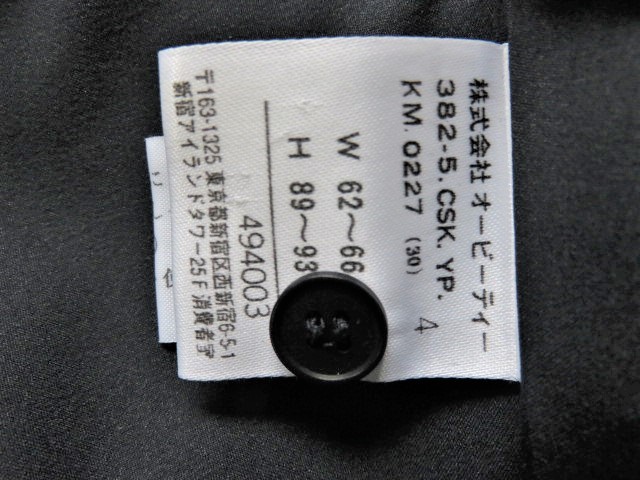 株式会社 オービーティー
382-5.CSK.YP.
KM.0227 (30) 4
W 62～66
H 89～93
494003
〒163-1325 東京都新宿区西新宿6-5-1
新宿アイランドタワー25F 消費者守